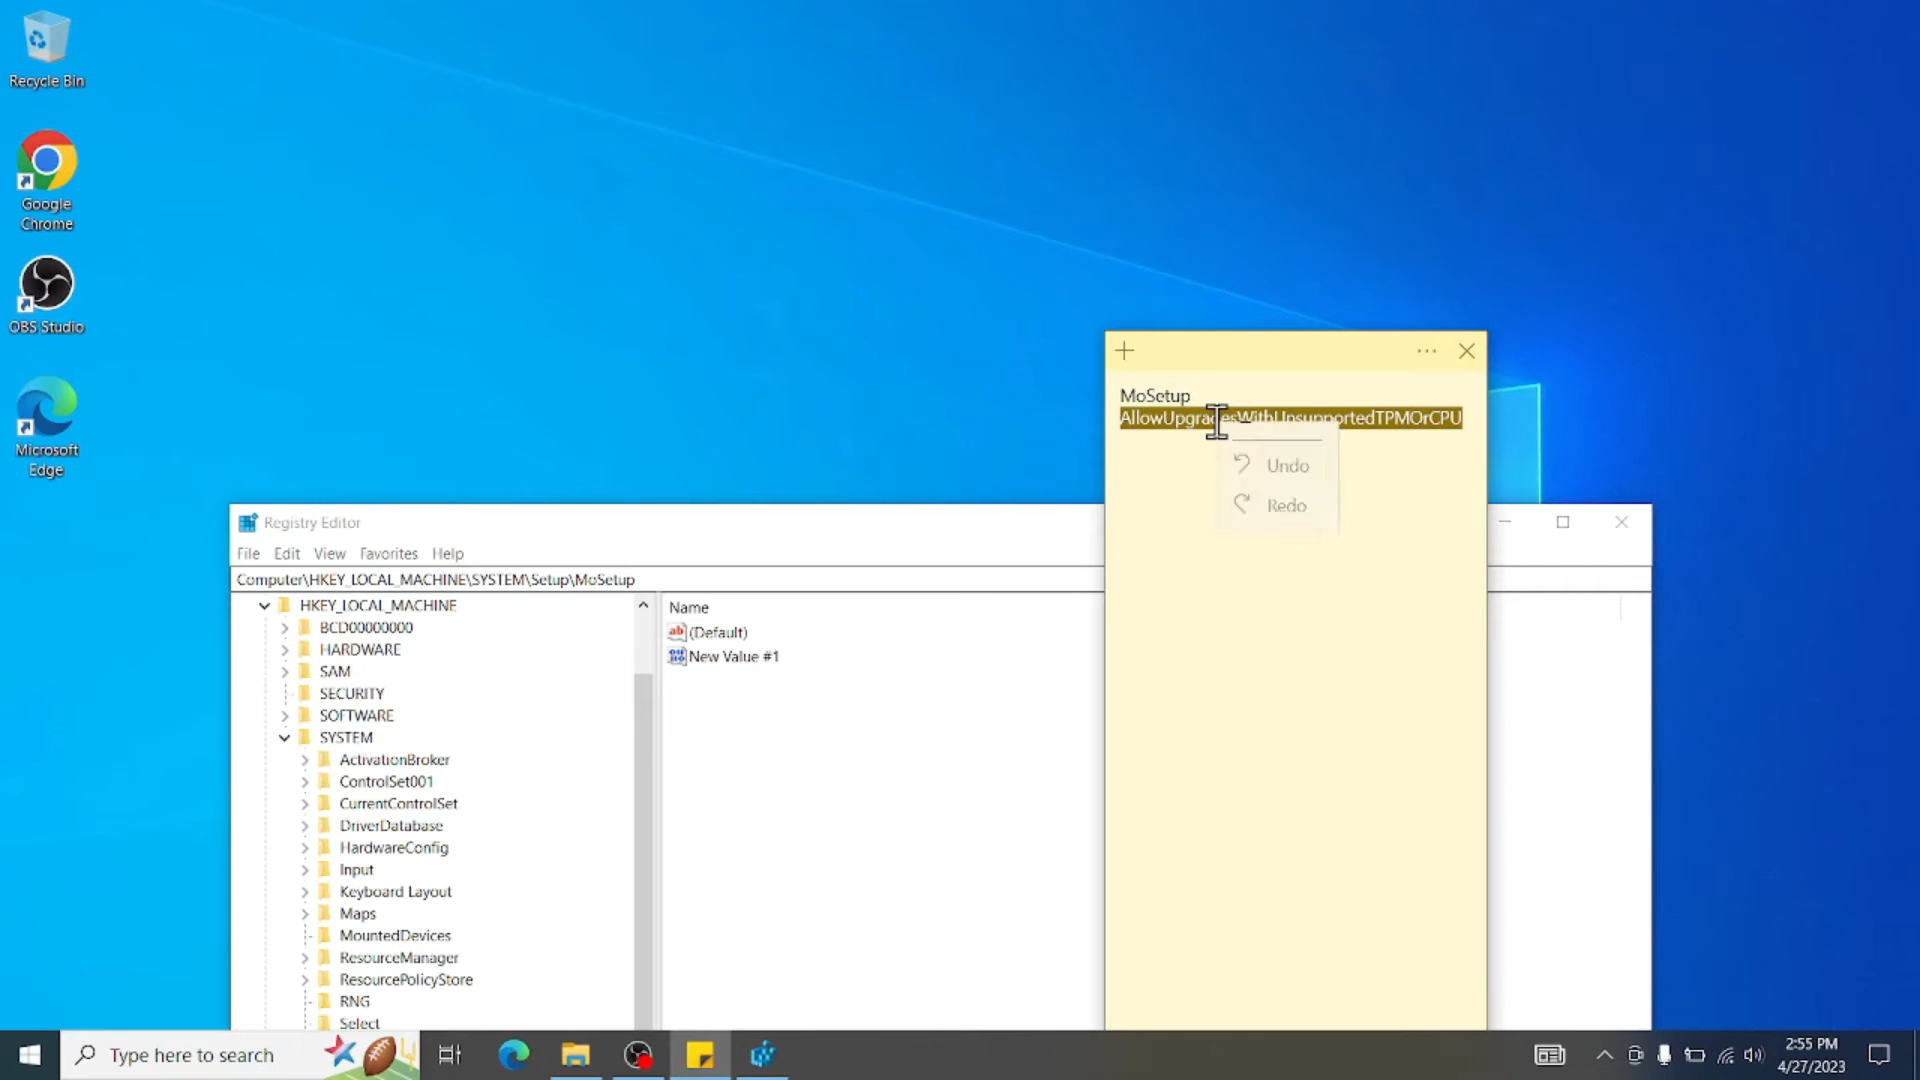 Recycle Bin
Google
Chrome
OBS Studio
Microsoft
Edge
MoSetup
AllowUpgradesWithUnsupportedTPMOrCPU
Undo
Redo
Registry Editor
File Edit View Favorites Help
Computer\HKEY_LOCAL_MACHINE\SYSTEM\Setup\MoSetup
HKEY_LOCAL_MACHINE
BCD00000000
HARDWARE
SAM
SECURITY
SOFTWARE
SYSTEM
ActivationBroker
ControlSet001
CurrentControlSet
DriverDatabase
HardwareConfig
Input
Keyboard Layout
Maps
MountedDevices
ResourceManager
ResourcePolicyStore
RNG
Select
Name
(Default)
New Value #1
Type here to search
2:55 PM
4/27/2023